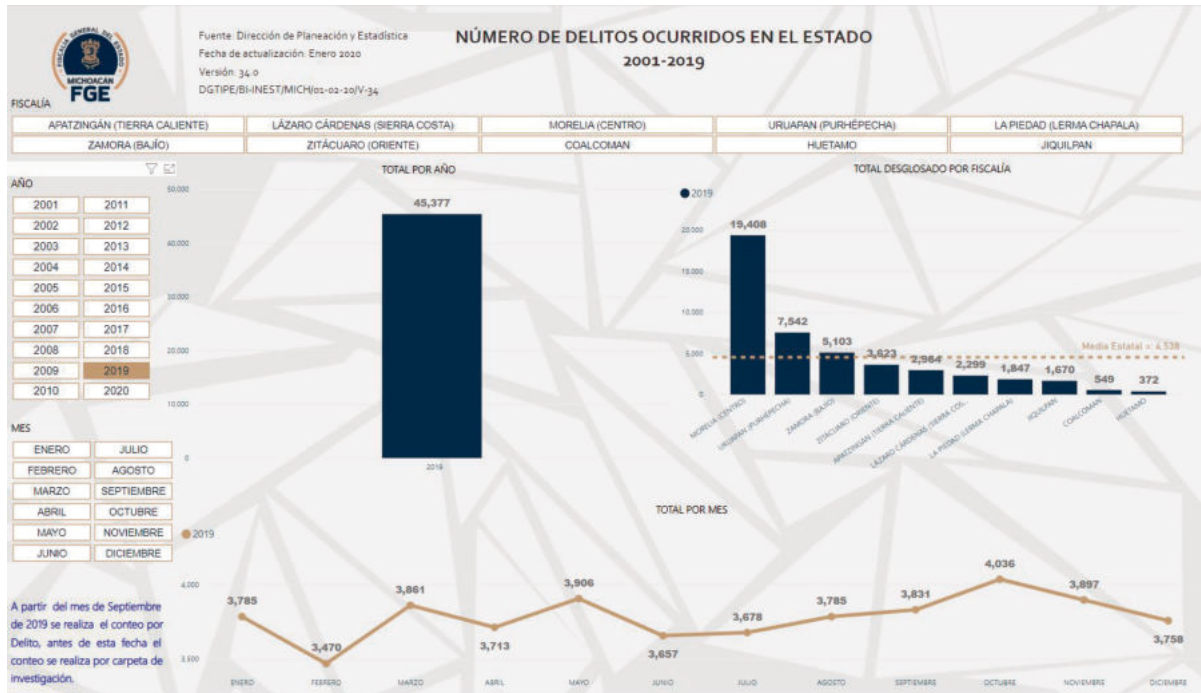 FISCALÍA GENERAL DEL ESTADO
MICHOACÁN
FGE
Fuente: Dirección de Planeación y Estadística
Fecha de actualización: Enero 2020
Versión: 34.0
DGTIPE/BI-INEST/MICH/01-02-20/V-34
NÚMERO DE DELITOS OCURRIDOS EN EL ESTADO
2001-2019
FISCALÍA
APATZINGÁN (TIERRA CALIENTE) LÁZARO CÁRDENAS (SIERRA COSTA) MORELIA (CENTRO) URUAPAN (PURHÉPECHA) LA PIEDAD (LERMA CHAPALA)
ZAMORA (BAJÍO) ZITÁCUARO (ORIENTE) COALCOMAN HUETAMO JIQUILPAN
AÑO
2001 2011
2002 2012
2003 2013
2004 2014
2005 2015
2006 2016
2007 2017
2008 2018
2009 2019
2010 2020
MES
ENERO JULIO
FEBRERO AGOSTO
MARZO SEPTIEMBRE
ABRIL OCTUBRE
MAYO NOVIEMBRE
JUNIO DICIEMBRE
A partir del mes de Septiembre
de 2019 se realiza el conteo por
Delito, antes de esta fecha el
conteo se realiza por carpeta de
investigación.
TOTAL POR AÑO
50.000
40.000
30.000
20.000
10.000
0
45,377
2019
TOTAL DESGLOSADO POR FISCALÍA
2019
20.000
15.000
10.000
5.000
0
19,408
7,542
5,103
3,623
2,964
2,299
1,847
1,670
549
372
Media Estatal =: 4.538
MORELIA (CENTRO)
URUAPAN (PURHÉPECHA)
ZAMORA (BAJÍO)
ZITÁCUARO (ORIENTE)
APATZINGÁN (TIERRA CALIENTE)
LÁZARO CÁRDENAS (SIERRA COS...
LA PIEDAD (LERMA CHAPALA)
JIQUILPAN
COALCOMAN
HUETAMO
TOTAL POR MES
2019
4.000
3.500
3,785
3,470
3,861
3,713
3,906
3,657
3,678
3,785
3,831
4,036
3,897
3,758
ENERO FEBRERO MARZO ABRIL MAYO JUNIO JULIO AGOSTO SEPTIEMBRE OCTUBRE NOVIEMBRE DICIEMBRE